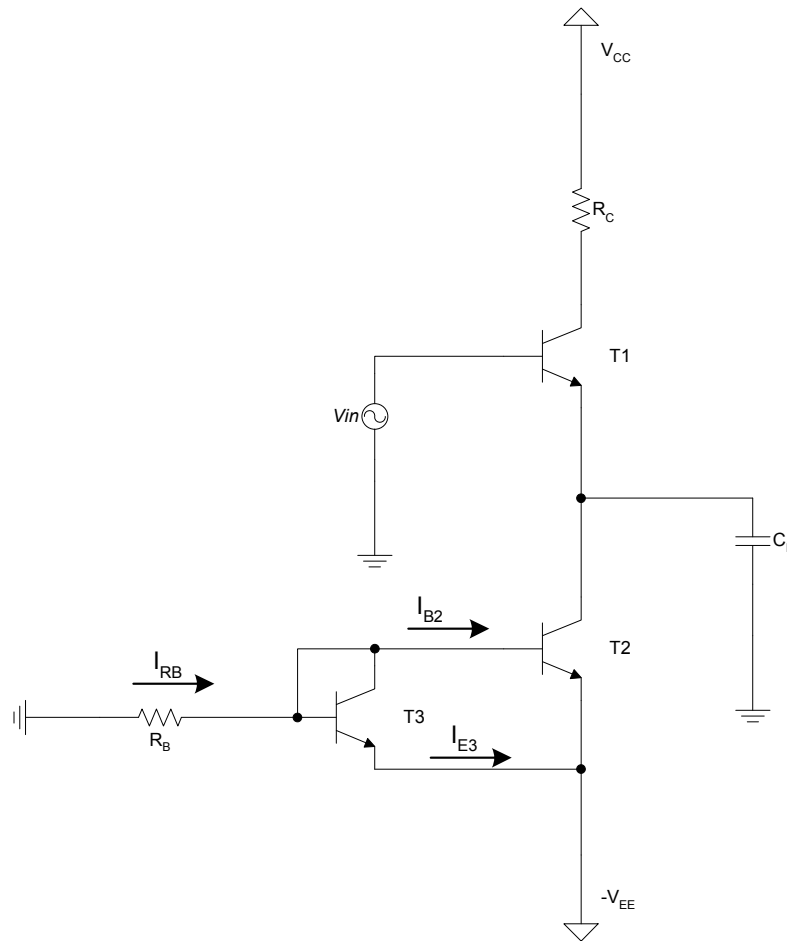 V_CC
R_C
T1
Vin
C
I_B2
T2
I_RB
T3
R_B
I_E3
-V_EE